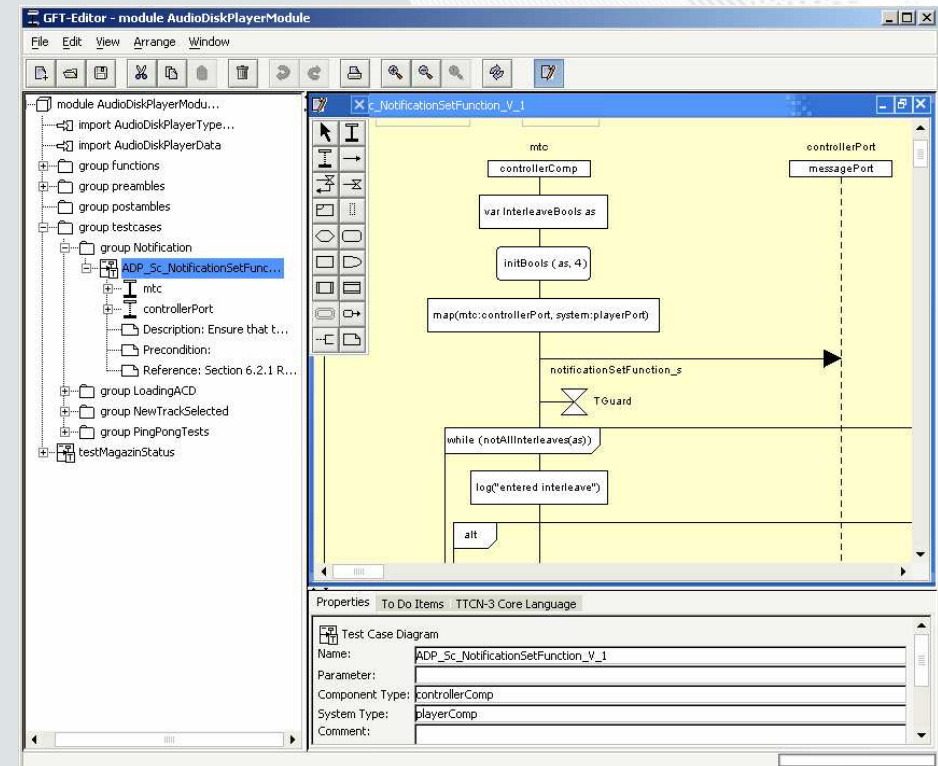 GFT-Editor - module AudioDiskPlayerModule
File Edit View Arrange Window
module AudioDiskPlayerModu...
import AudioDiskPlayerType...
import AudioDiskPlayerData
group functions
group preambles
group postambles
group testcases
group Notification
ADP_Sc_NotificationSetFunc...
mtc
controllerPort
Description: Ensure that t...
Precondition:
Reference: Section 6.2.1 R...
group LoadingACD
group NewTrackSelected
group PingPongTests
testMagazinStatus
c_NotificationSetFunction_V_1
mtc
controllerPort
controllerComp
messagePort
var InterleaveBools as
initBools (as, 4)
map(mtc:controllerPort, system:playerPort)
notificationSetFunction_s
TGuard
while (notAllInterleaves(as))
log("entered interleave")
alt
Properties To Do Items TTCN-3 Core Language
Test Case Diagram
Name: ADP_Sc_NotificationSetFunction_V_1
Parameter:
Component Type: controllerComp
System Type: playerComp
Comment: